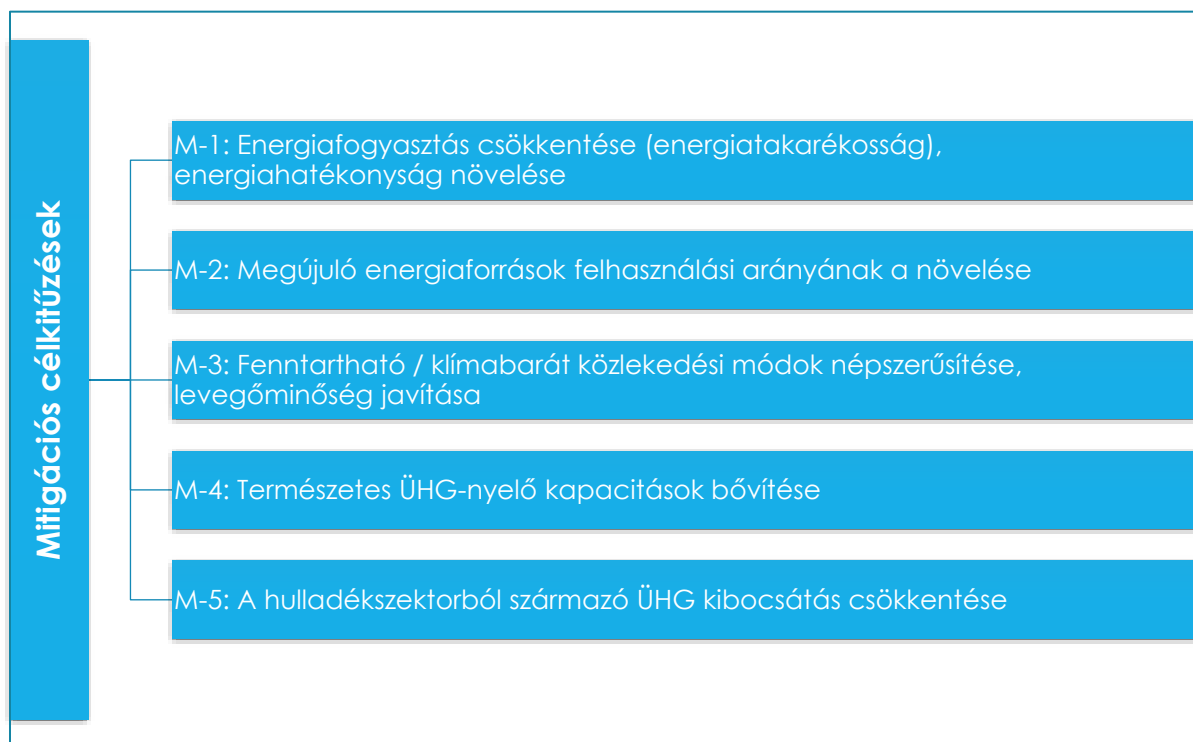 Mitigációs célkitűzések
M-1: Energiafogyasztás csökkentése (energiatakarékosság),
energiahatékonyság növelése
M-2: Megújuló energiaforrások felhasználási arányának a növelése
M-3: Fenntartható / klímabarát közlekedési módok népszerűsítése,
levegőminőség javítása
M-4: Természetes ÜHG-nyelő kapacitások bővítése
M-5: A hulladékszektorból származó ÜHG kibocsátás csökkentése